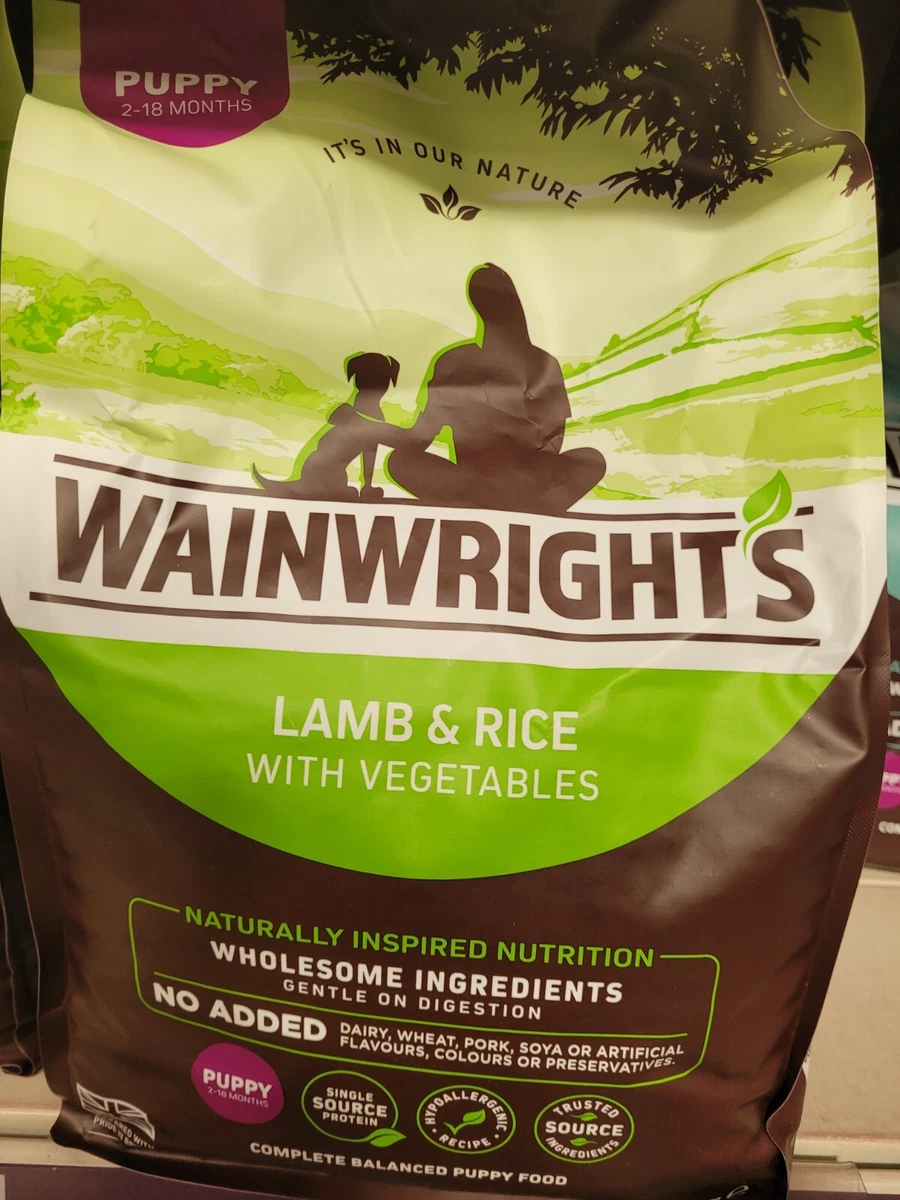 PUPPY
2-18 MONTHS
IT'S IN OUR NATURE
WAINWRIGHT'S
LAMB & RICE
WITH VEGETABLES
NATURALLY INSPIRED NUTRITION
WHOLESOME INGREDIENTS
GENTLE ON DIGESTION
NO ADDED
DAIRY, WHEAT, PORK, SOYA OR ARTIFICIAL
FLAVOURS, COLOURS OR PRESERVATIVES.
PUPPY
2-18 MONTHS
SINGLE
SOURCE
PROTEIN
HYPOALLERGENIC
RECIPE
TRUSTED
SOURCE
INGREDIENTS
COMPLETE BALANCED PUPPY FOOD